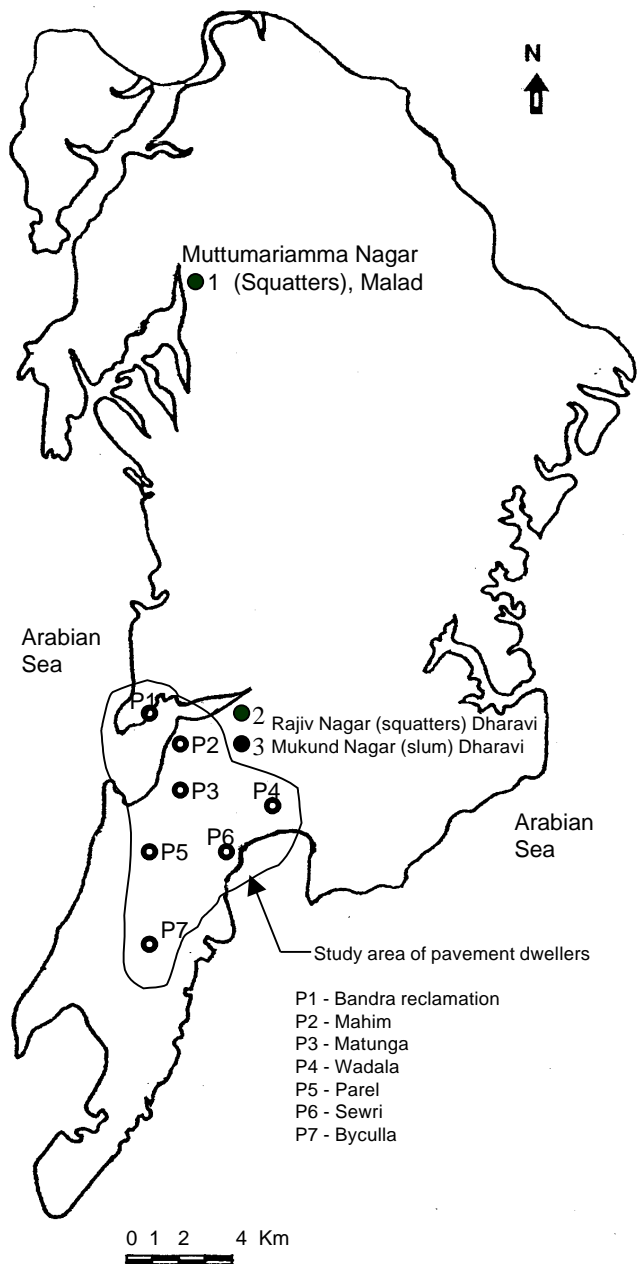 N
Muttumariamma Nagar
1 (Squatters), Malad
Arabian
Sea
P1
2 Rajiv Nagar (squatters) Dharavi
P2
3 Mukund Nagar (slum) Dharavi
P3
P4
Arabian
Sea
P6
P5
P7
Study area of pavement dwellers
P1 - Bandra reclamation
P2 - Mahim
P3 - Matunga
P4 - Wadala
P5 - Parel
P6 - Sewri
P7 - Byculla
0 1 2 4 Km